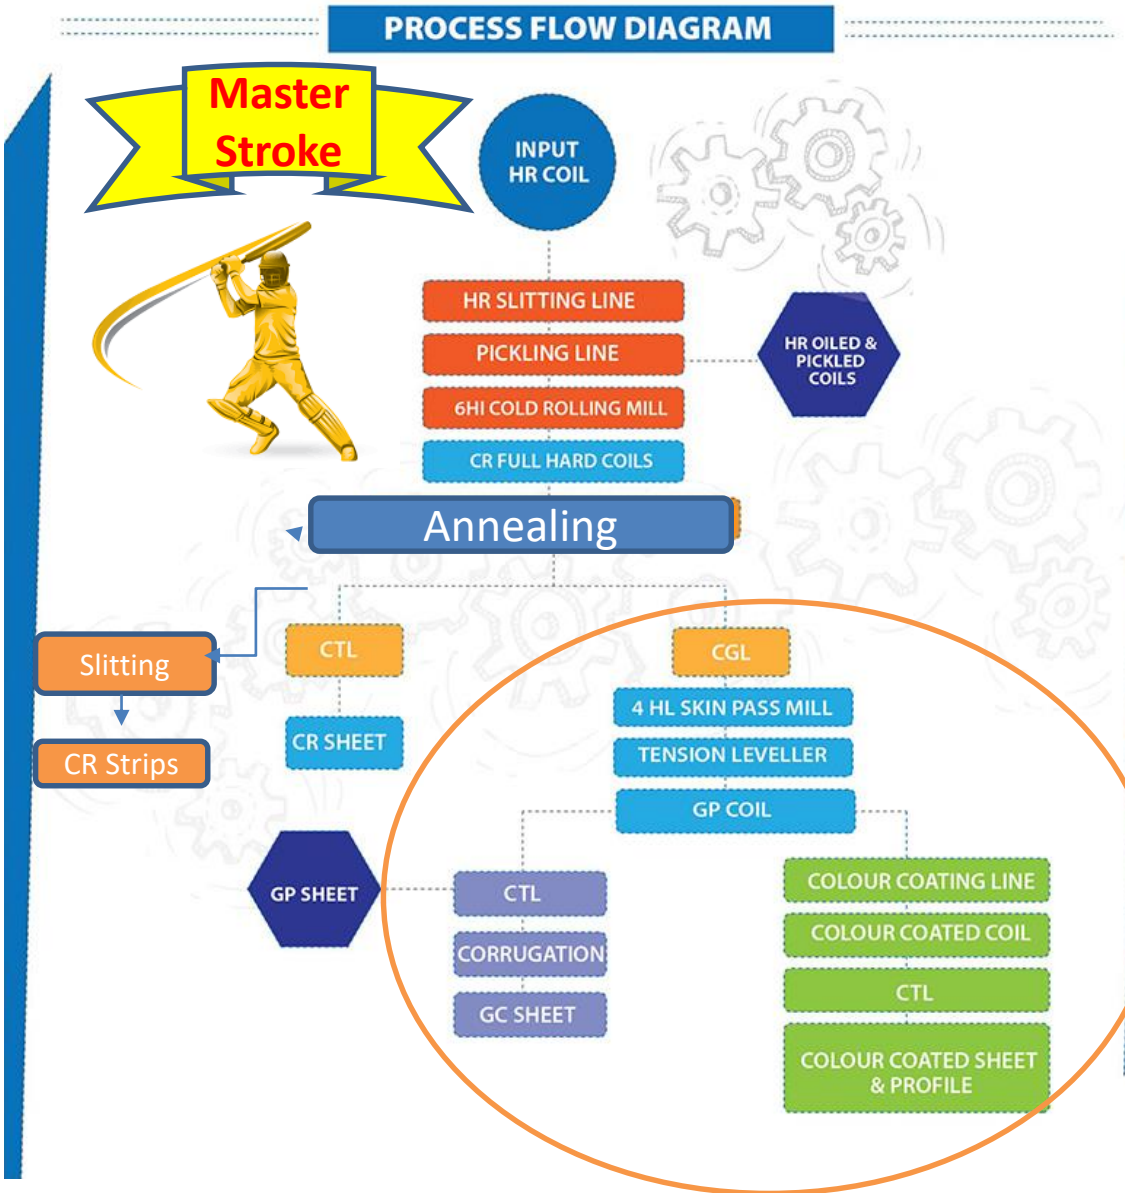 PROCESS FLOW DIAGRAM
Master
Stroke
INPUT
HR COIL
HR SLITTING LINE
PICKLING LINE
HR OILED &
PICKLED
COILS
6HI COLD ROLLING MILL
CR FULL HARD COILS
Annealing
Slitting
CR Strips
CTL
CR SHEET
CGL
4 HL SKIN PASS MILL
TENSION LEVELLER
GP COIL
GP SHEET
CTL
CORRUGATION
GC SHEET
COLOUR COATING LINE
COLOUR COATED COIL
CTL
COLOUR COATED SHEET
& PROFILE